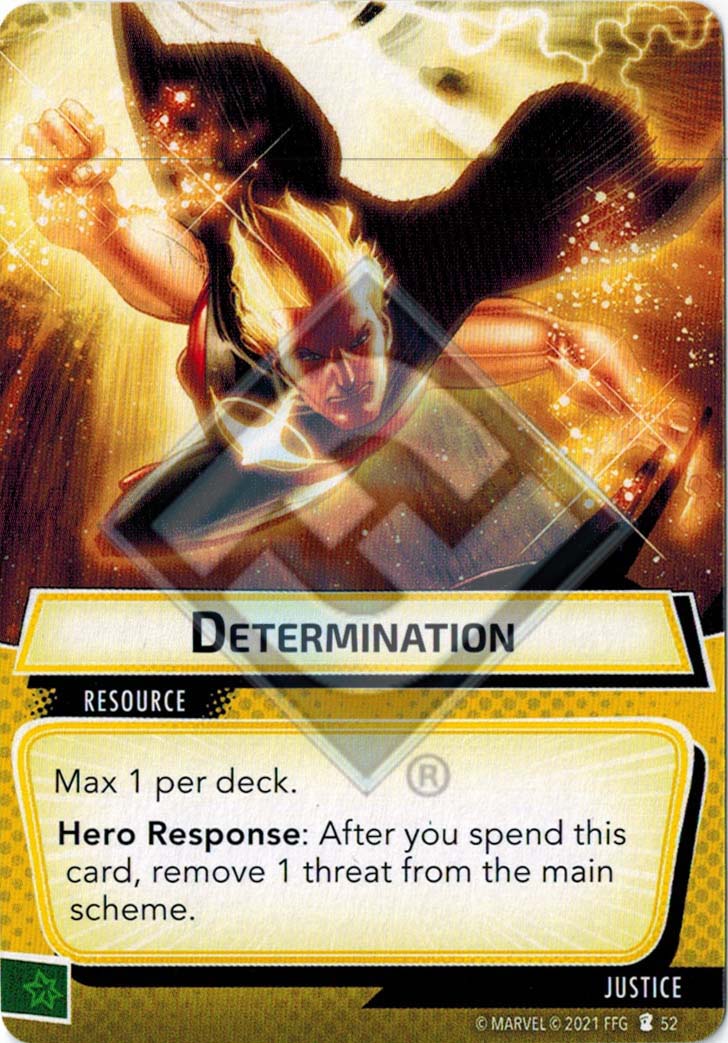 DETERMINATION
RESOURCE
Max 1 per deck.
Hero Response: After you spend this
card, remove 1 threat from the main
scheme.
JUSTICE
© MARVEL © 2021 FFG 52
®